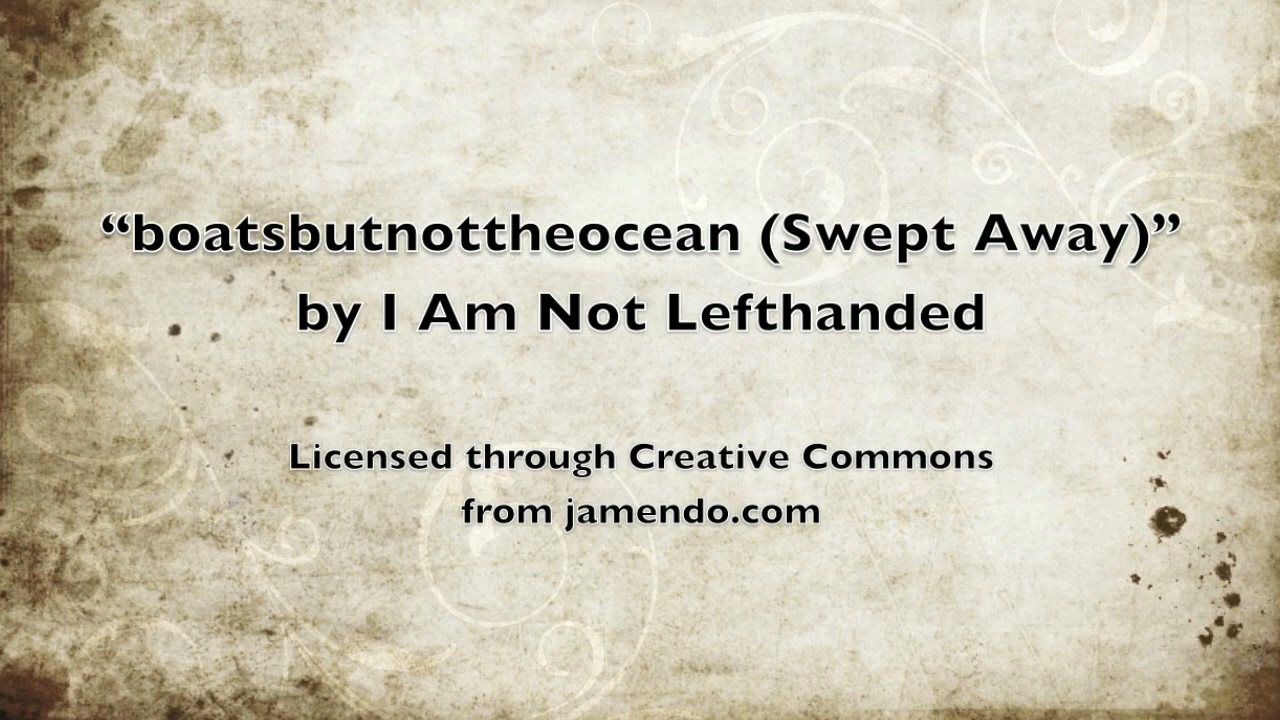 “boatsbutnottheocean (Swept Away)”
by I Am Not Lefthanded
Licensed through Creative Commons
from jamendo.com